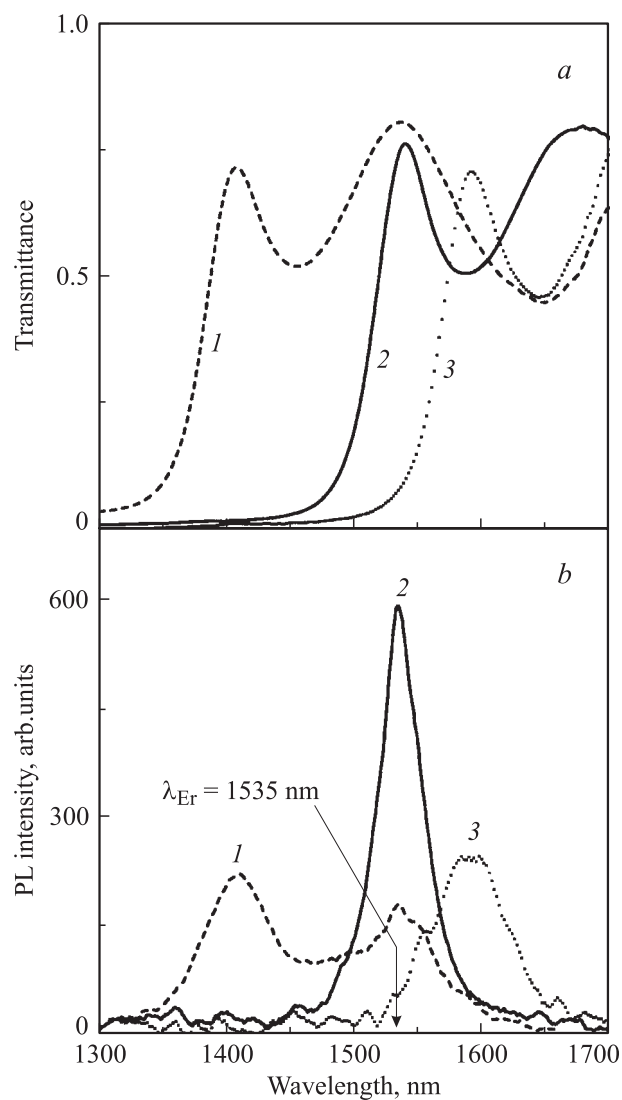 1.0
a
Transmittance
0.5
1
2
3
0
b
600
2
PL intensity, arb.units
λEr = 1535 nm
300
1
3
0
1300 1400 1500 1600 1700
Wavelength, nm